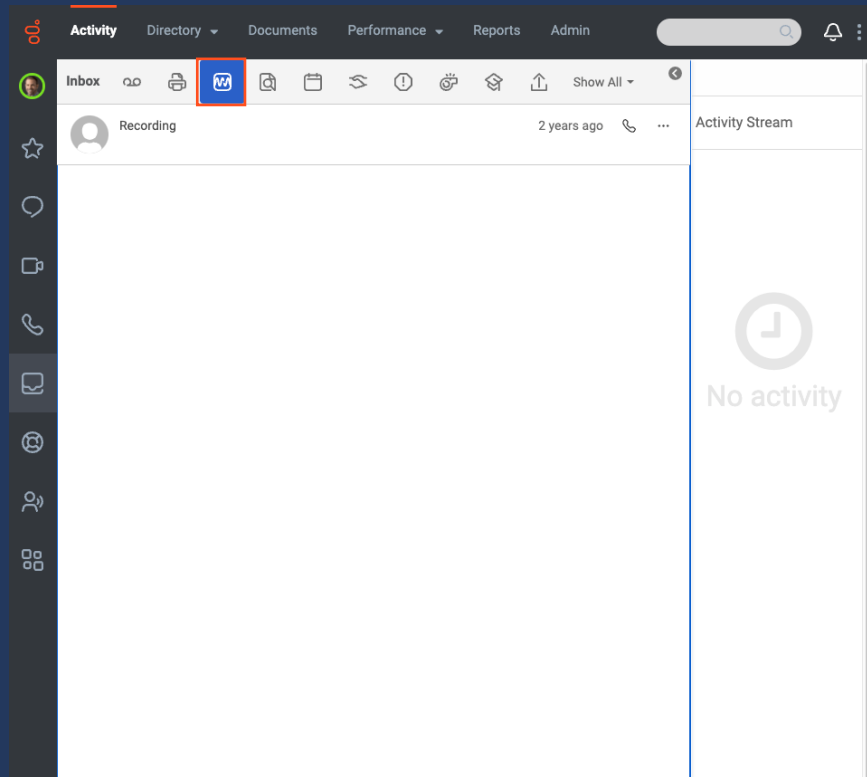 Activity Directory Documents Performance Reports Admin
Inbox Show All
Recording 2 years ago
Activity Stream
No activity